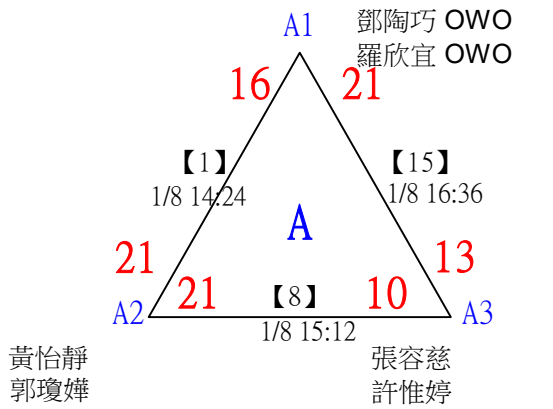 A1
鄧陶巧 OWO
羅欣宜 OWO
16
21
【1】
1/8 14:24
【15】
1/8 16:36
A
21
13
21
【8】
10
A2
A3
1/8 15:12
黃怡靜
郭瓊嬅
張容慈
許惟婷